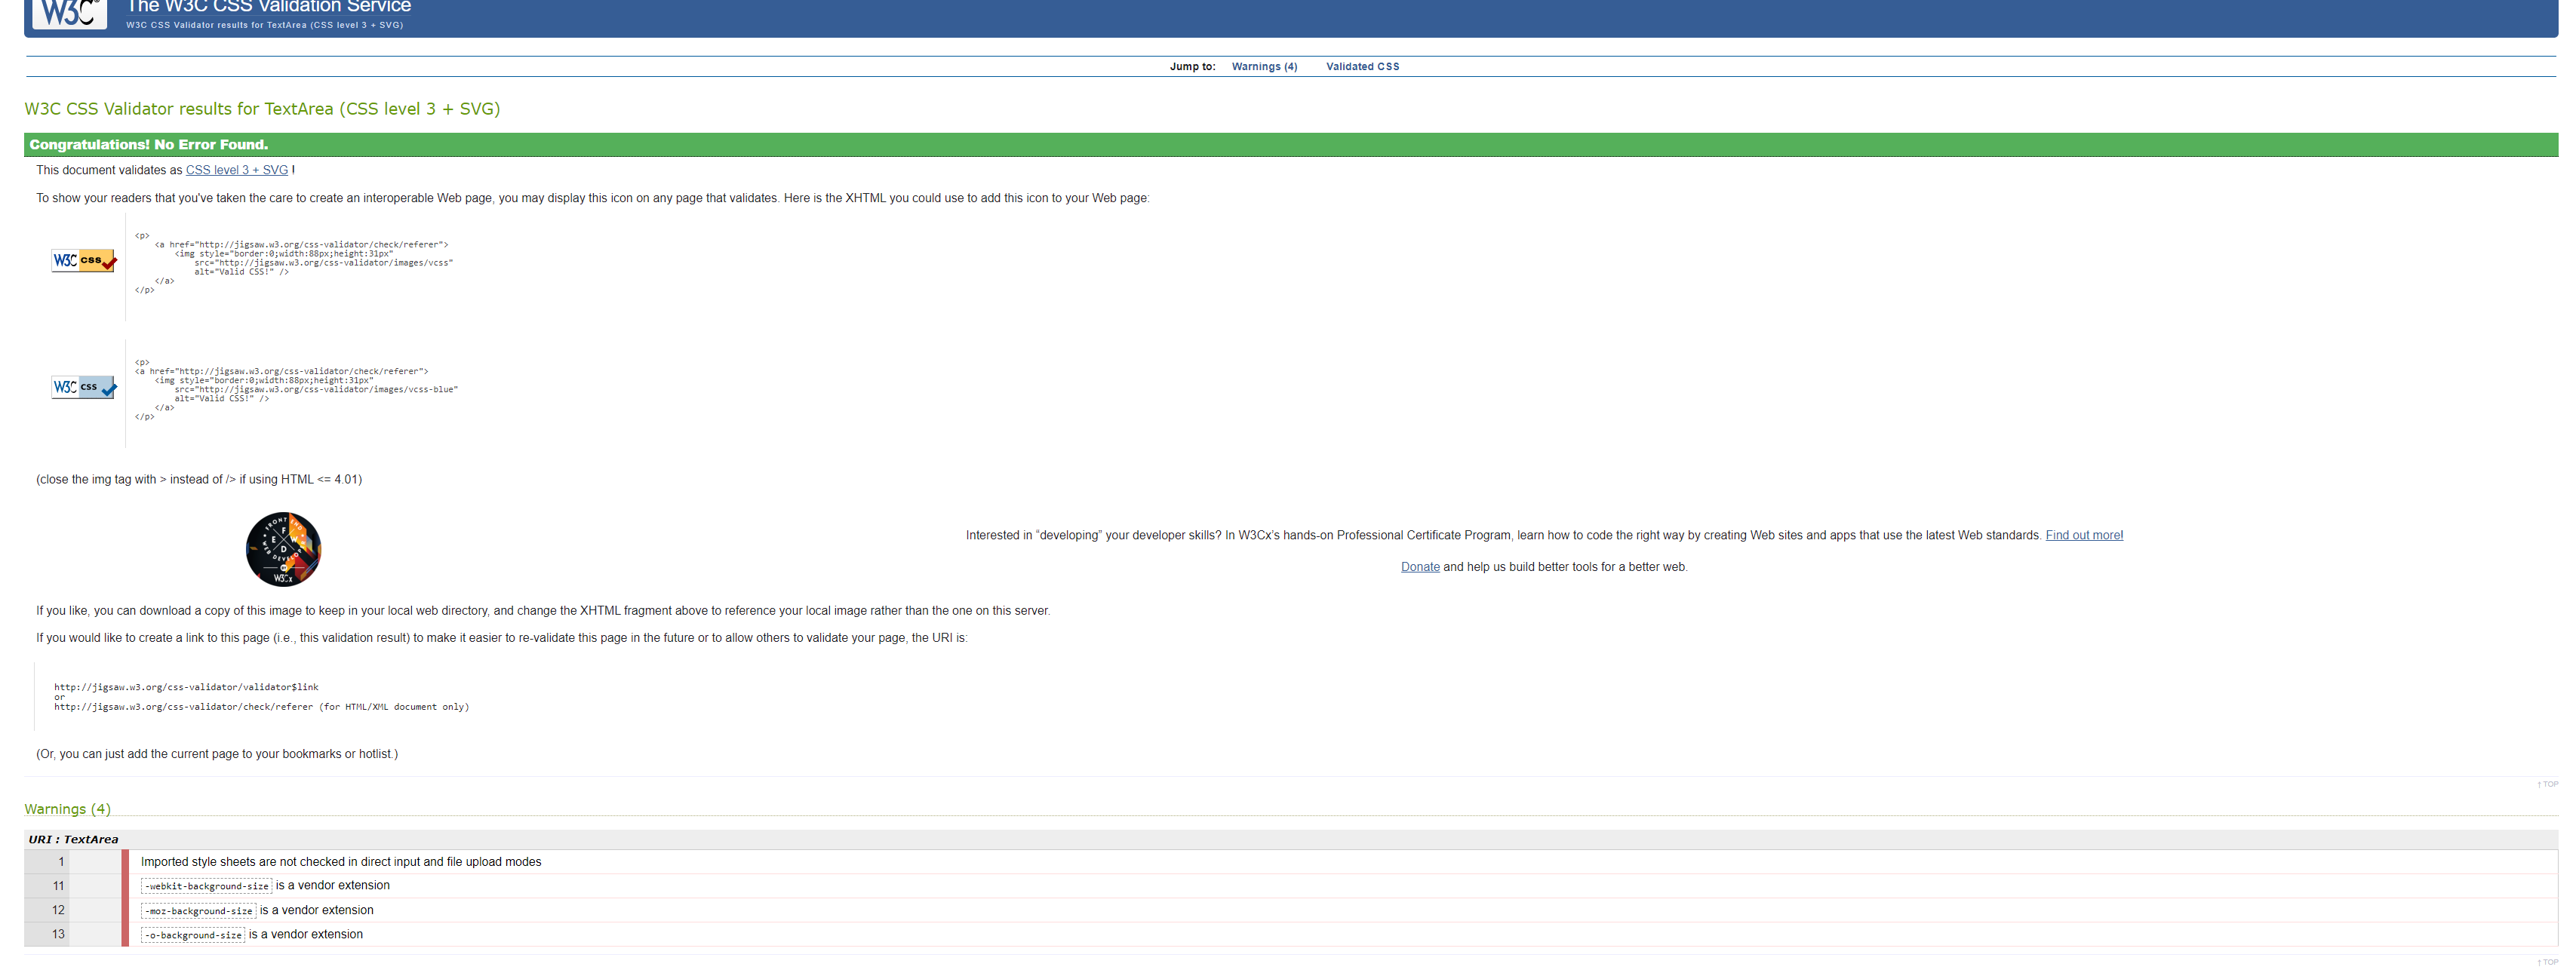 W3C
The W3C CSS Validation Service
W3C CSS Validator results for TextArea (CSS level 3 + SVG)
Jump to: Warnings (4) Validated CSS
W3C CSS Validator results for TextArea (CSS level 3 + SVG)
Congratulations! No Error Found.
This document validates as CSS level 3 + SVG !
To show your readers that you've taken the care to create an interoperable Web page, you may display this icon on any page that validates. Here is the XHTML you could use to add this icon to your Web page:
W3C css
<p>
<a href="http://jigsaw.w3.org/css-validator/check/referer">
<img style="border:0;width:88px;height:31px"
src="http://jigsaw.w3.org/css-validator/images/vcss"
alt="Valid CSS!" />
</a>
</p>
W3C css
<p>
<a href="http://jigsaw.w3.org/css-validator/check/referer">
<img style="border:0;width:88px;height:31px"
src="http://jigsaw.w3.org/css-validator/images/vcss-blue"
alt="Valid CSS!" />
</a>
</p>
(close the img tag with > instead of /> if using HTML <= 4.01)
FRONT END
F E W D
WEB DEVELOPER
W3Cx
Interested in “developing” your developer skills? In W3Cx’s hands-on Professional Certificate Program, learn how to code the right way by creating Web sites and apps that use the latest Web standards. Find out more!
Donate and help us build better tools for a better web.
If you like, you can download a copy of this image to keep in your local web directory, and change the XHTML fragment above to reference your local image rather than the one on this server.
If you would like to create a link to this page (i.e., this validation result) to make it easier to re-validate this page in the future or to allow others to validate your page, the URI is:
http://jigsaw.w3.org/css-validator/validator$link
or
http://jigsaw.w3.org/css-validator/check/referer (for HTML/XML document only)
(Or, you can just add the current page to your bookmarks or hotlist.)
↑ TOP
Warnings (4)
URI : TextArea
1 Imported style sheets are not checked in direct input and file upload modes
11 -webkit-background-size is a vendor extension
12 -moz-background-size is a vendor extension
13 -o-background-size is a vendor extension
↑ TOP